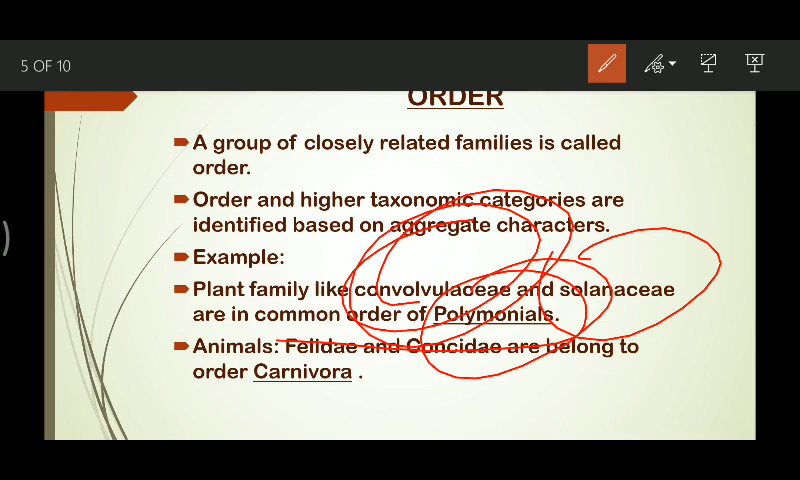 5 OF 10
ORDER
A group of closely related families is called
order.
Order and higher taxonomic categories are
identified based on aggregate characters.
Example:
Plant family like convolvulaceae and solanaceae
are in common order of Polymonials.
Animals: Felidae and Concidae are belong to
order Carnivora .